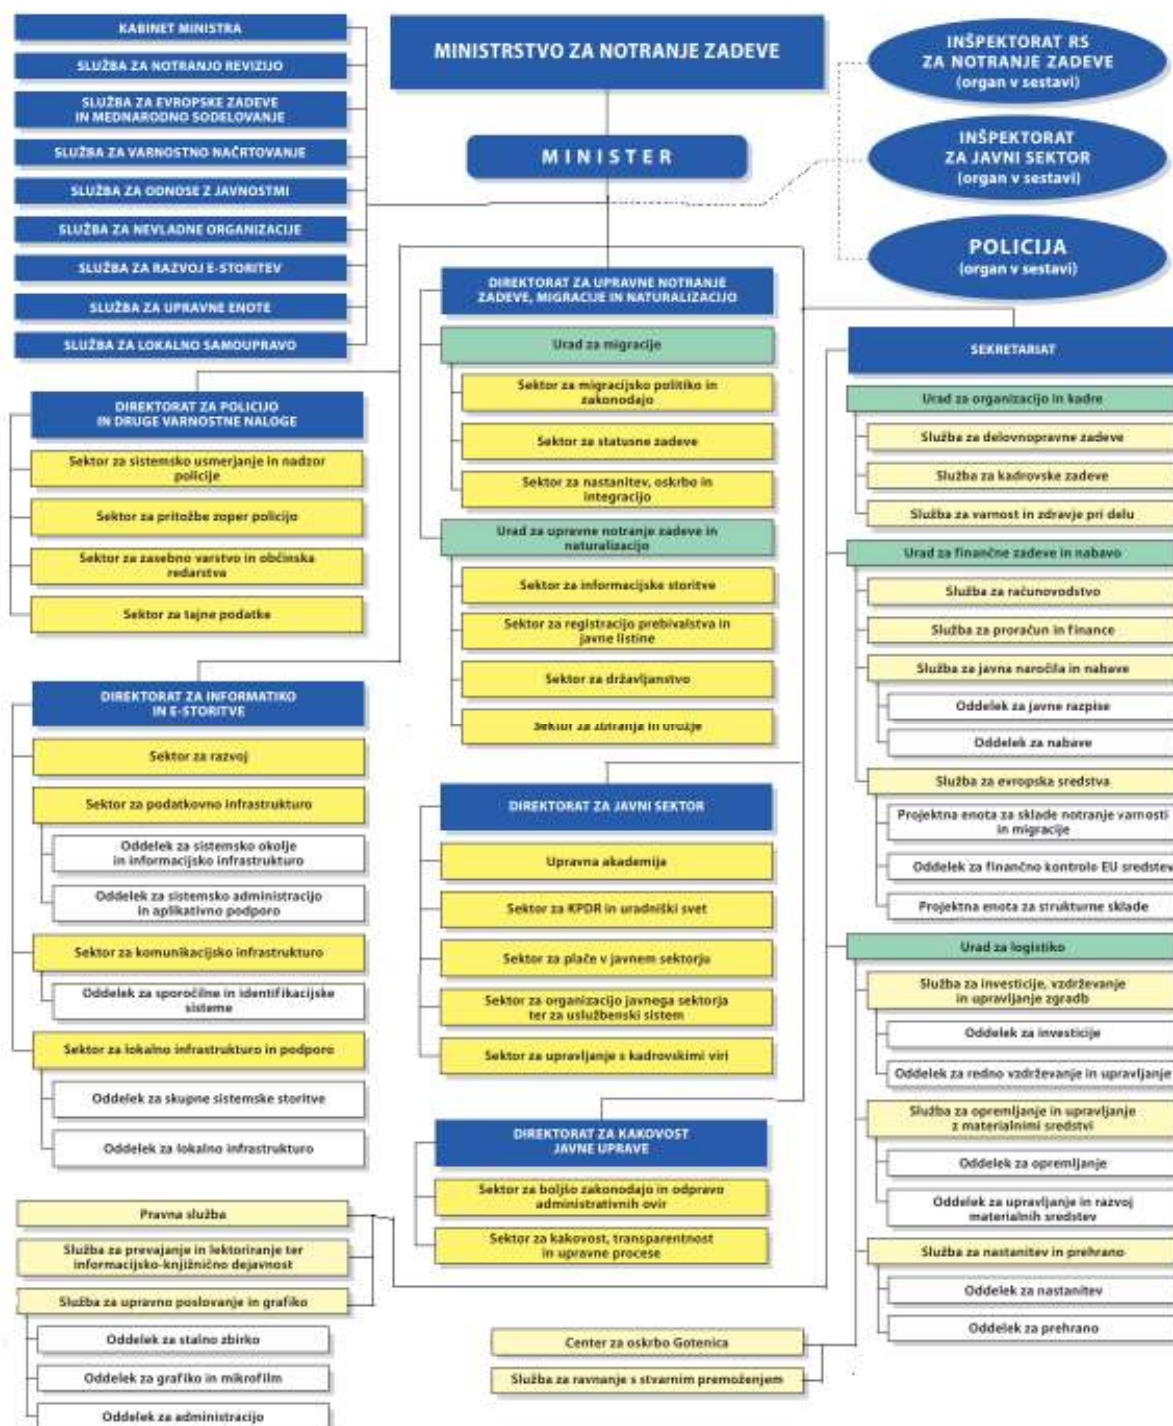 KABINET MINISTRA
SLUŽBA ZA NOTRANJO REVIZIJO
SLUŽBA ZA EVROPSKE ZADEVE
IN MEDNARODNO SODELOVANJE
SLUŽBA ZA VARNOSTNO NAČRTOVANJE
SLUŽBA ZA ODNOSE Z JAVNOSTMI
SLUŽBA ZA NEVLADNE ORGANIZACIJE
SLUŽBA ZA RAZVOJ E-STORITEV
SLUŽBA ZA UPRAVNE ENOTE
SLUŽBA ZA LOKALNO SAMOUPRAVO
MINISTRSTVO ZA NOTRANJE ZADEVE
MINISTER
INŠPEKTORAT RS
ZA NOTRANJE ZADEVE
(organ v sestavi)
INŠPEKTORAT
ZA JAVNI SEKTOR
(organ v sestavi)
POLICIJA
(organ v sestavi)
DIREKTORAT ZA POLICIJO
IN DRUGE VARNOSTNE NALOGE
Sektor za sistemsko usmerjanje in nadzor
policije
Sektor za pritožbe zoper policijo
Sektor za zasebno varstvo in občinska
redarstva
Sektor za tajne podatke
DIREKTORAT ZA INFORMATIKO
IN E-STORITVE
Sektor za razvoj
Sektor za podatkovno infrastrukturo
Oddelek za sistemsko okolje
in informacijsko infrastrukturo
Oddelek za sistemsko administracijo
in aplikativno podporo
Sektor za komunikacijsko infrastrukturo
Oddelek za sporočilne in identifikacijske
sisteme
Sektor za lokalno infrastrukturo in podporo
Oddelek za skupne sistemske storitve
Oddelek za lokalno infrastrukturo
Pravna služba
Služba za prevajanje in lektoriranje ter
informacijsko-knjižnično dejavnost
Služba za upravno poslovanje in grafiko
Oddelek za stalno zbirko
Oddelek za grafiko in mikrofilm
Oddelek za administracijo
DIREKTORAT ZA UPRAVNE NOTRANJE
ZADEVE, MIGRACIJE IN NATURALIZACIJO
Urad za migracije
Sektor za migracijsko politiko in
zakonodajo
Sektor za statusne zadeve
Sektor za nastanitev, oskrbo in
integracijo
Urad za upravne notranje zadeve in
naturalizacijo
Sektor za informacijske storitve
Sektor za registracijo prebivalstva in
javne listine
Sektor za državljanstvo
Sektor za zbiranja in orožje
DIREKTORAT ZA JAVNI SEKTOR
Upravna akademija
Sektor za KPDR in uradniški svet
Sektor za plače v javnem sektorju
Sektor za organizacijo javnega sektorja
ter za uslužbenski sistem
Sektor za upravljanje s kadrovskimi viri
DIREKTORAT ZA KAKOVOST
JAVNE UPRAVE
Sektor za boljšo zakonodajo in odpravo
administrativnih ovir
Sektor za kakovost, transparentnost
in upravne procese
Center za oskrbo Gotenica
Služba za ravnanje s stvarnim premoženjem
SEKRETARIAT
Urad za organizacijo in kadre
Služba za delovnopravne zadeve
Služba za kadrovske zadeve
Služba za varnost in zdravje pri delu
Urad za finančne zadeve in nabavo
Služba za računovodstvo
Služba za proračun in finance
Služba za javna naročila in nabave
Oddelek za javne razpise
Oddelek za nabave
Služba za evropska sredstva
Projektna enota za sklade notranje varnosti
in migracije
Oddelek za finančno kontrolo EU sredstev
Projektna enota za strukturne sklade
Urad za logistiko
Služba za investicije, vzdrževanje
in upravljanje zgradb
Oddelek za investicije
Oddelek za redno vzdrževanje in upravljanje
Služba za opremljanje in upravljanje
z materialnimi sredstvi
Oddelek za opremljanje
Oddelek za upravljanje in razvoj
materialnih sredstev
Služba za nastanitev in prehrano
Oddelek za nastanitev
Oddelek za prehrano